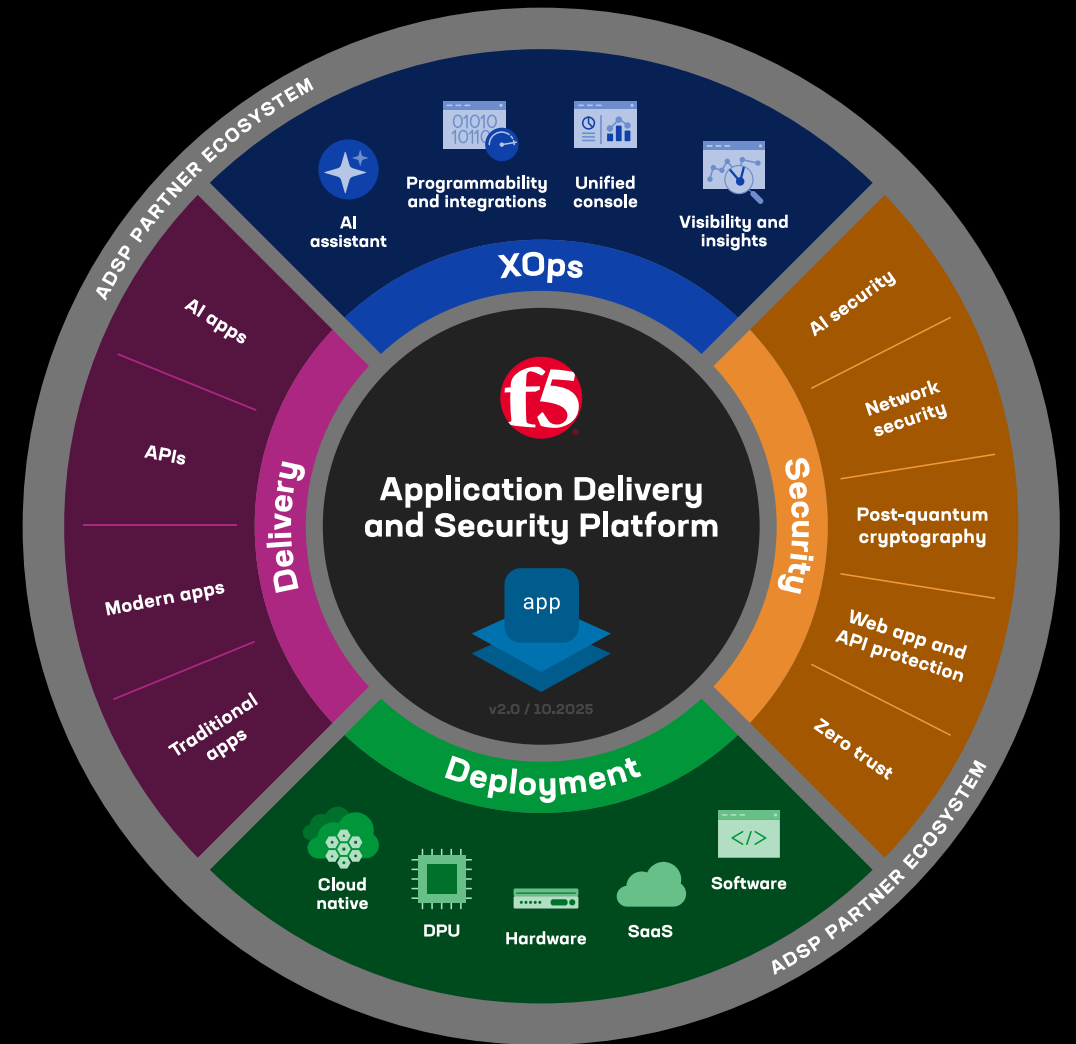 ADSP PARTNER ECOSYSTEM
01010
10110
AI
assistant
Programmability
and integrations
Unified
console
Visibility and
insights
XOps
AI apps
APIs
Modern apps
Traditional
apps
Delivery
f5
Application Delivery
and Security Platform
app
v2.0 / 10.2025
Security
AI security
Network
security
Post-quantum
cryptography
Web app and
API protection
Zero trust
Deployment
Cloud
native
DPU
Hardware
SaaS
</>
Software
ADSP PARTNER ECOSYSTEM